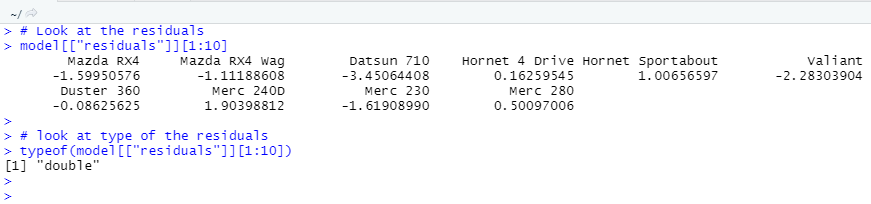 ~/
> # Look at the residuals
> model[["residuals"]][1:10]
        Mazda RX4     Mazda RX4 Wag        Datsun 710    Hornet 4 Drive Hornet Sportabout           Valiant
      -1.59950576       -1.11188608       -3.45064408        0.16259545        1.00656597       -2.28303904
       Duster 360         Merc 240D          Merc 230          Merc 280
      -0.08625625        1.90398812       -1.61908990        0.50097006
>
> # look at type of the residuals
> typeof(model[["residuals"]][1:10])
[1] "double"
>
>